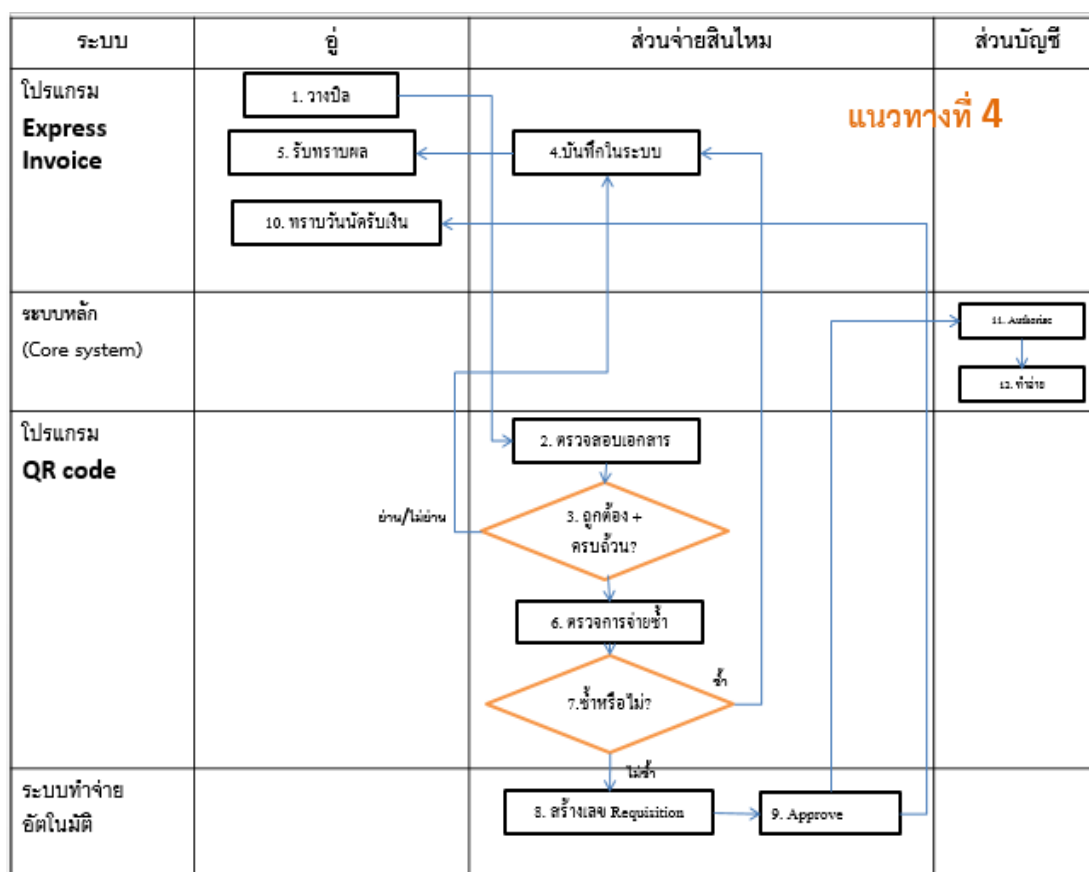 ระบบ
อู่
ส่วนจ่ายสินไหม
ส่วนบัญชี
โปรแกรม
Express
Invoice
1. วางบิล
แนวทางที่ 4
5. รับทราบผล
4.บันทึกในระบบ
10. ทราบวันนัดรับเงิน
ระบบหลัก
(Core system)
11. Authorize
12. ทำจ่าย
โปรแกรม
QR code
2. ตรวจสอบเอกสาร
ผ่าน/ไม่ผ่าน
3. ถูกต้อง +
ครบถ้วน?
6. ตรวจการจ่ายซ้ำ
ซ้ำ
7.ซ้ำหรือไม่?
ไม่ซ้ำ
ระบบทำจ่าย
อัตโนมัติ
8. สร้างเลข Requisition
9. Approve